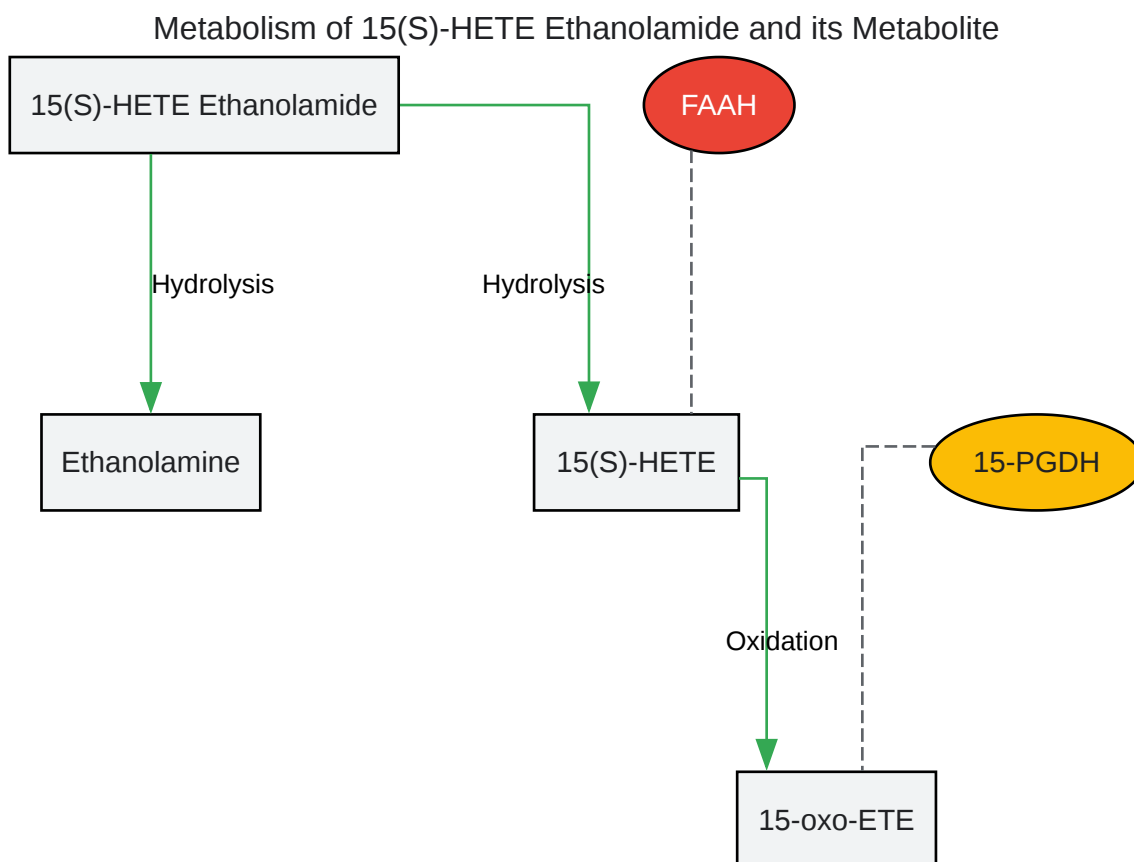 Metabolism of 15(S)-HETE Ethanolamide and its Metabolite
15(S)-HETE Ethanolamide
FAAH
Hydrolysis
Hydrolysis
Ethanolamine
15(S)-HETE
15-PGDH
Oxidation
15-oxo-ETE